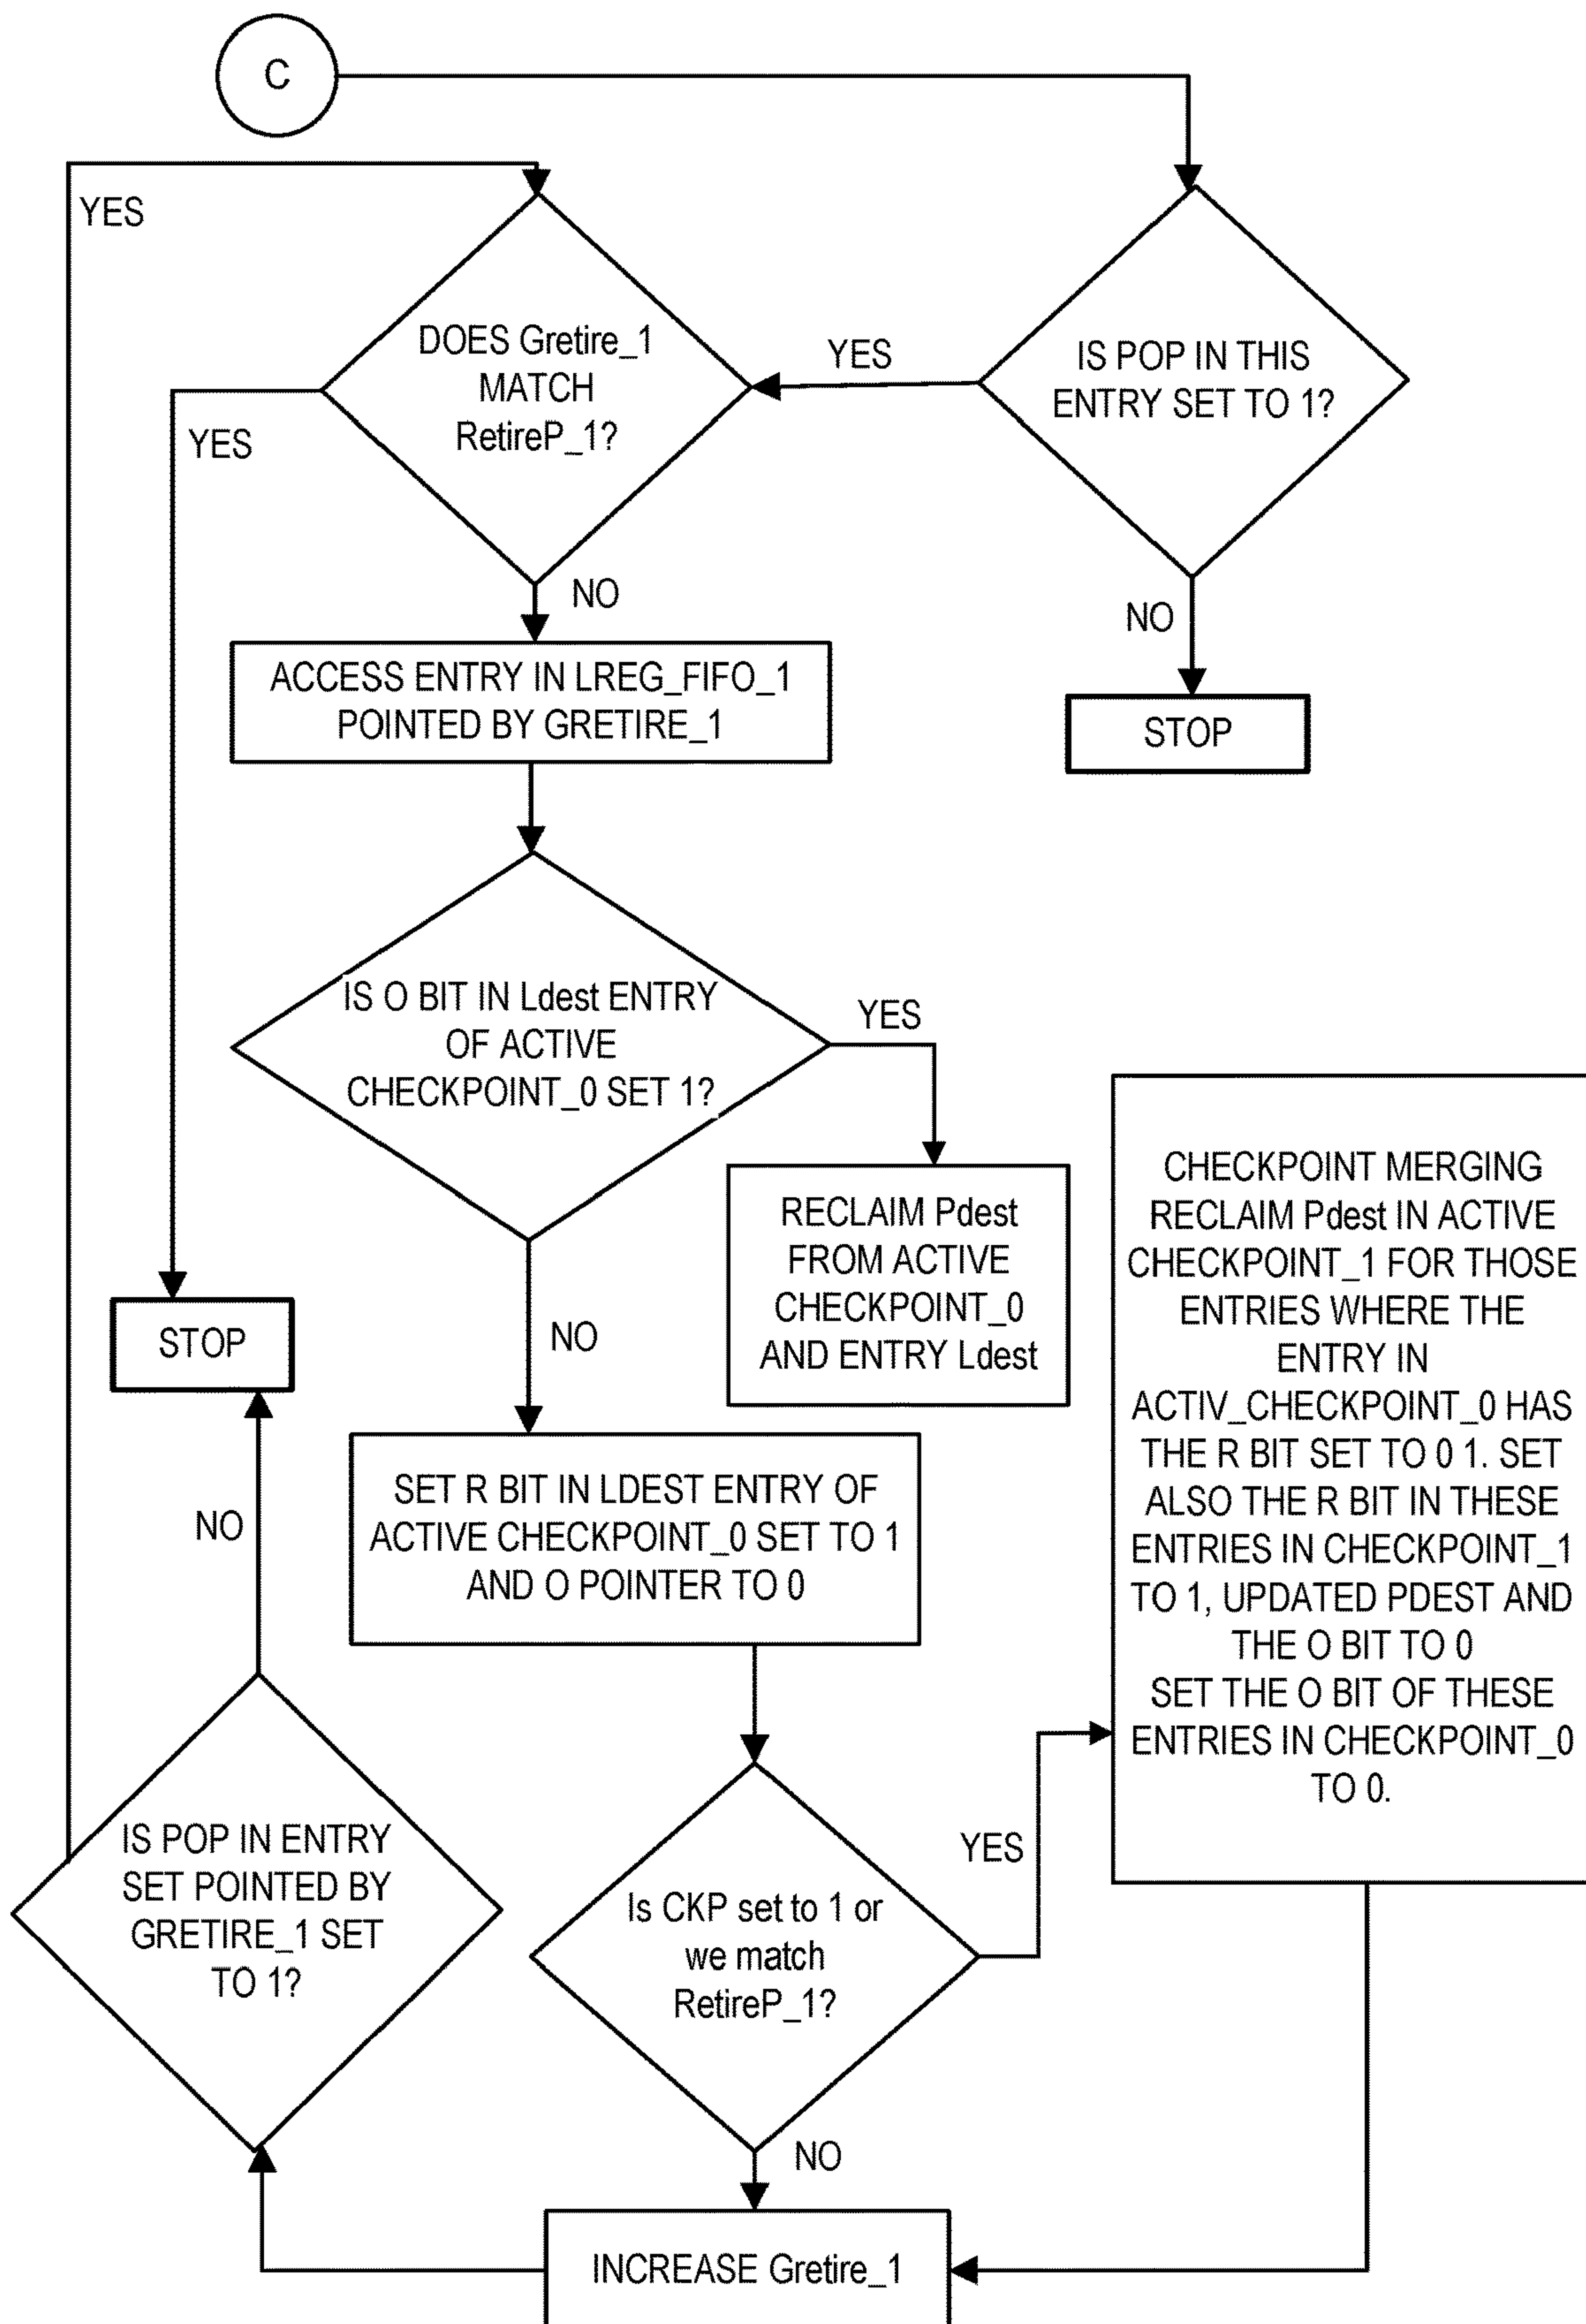 C
YES
DOES Gretire_1
MATCH
RetireP_1?
YES
IS POP IN THIS
ENTRY SET TO 1?
YES
NO
NO
ACCESS ENTRY IN LREG_FIFO_1
POINTED BY GRETIRE_1
STOP
IS O BIT IN Ldest ENTRY
OF ACTIVE
CHECKPOINT_0 SET 1?
YES
RECLAIM Pdest
FROM ACTIVE
CHECKPOINT_0
AND ENTRY Ldest
CHECKPOINT MERGING
RECLAIM Pdest IN ACTIVE
CHECKPOINT_1 FOR THOSE
ENTRIES WHERE THE
ENTRY IN
ACTIV_CHECKPOINT_0 HAS
THE R BIT SET TO 0 1. SET
ALSO THE R BIT IN THESE
ENTRIES IN CHECKPOINT_1
TO 1, UPDATED PDEST AND
THE O BIT TO 0
SET THE O BIT OF THESE
ENTRIES IN CHECKPOINT_0
TO 0.
STOP
NO
SET R BIT IN LDEST ENTRY OF
ACTIVE CHECKPOINT_0 SET TO 1
AND O POINTER TO 0
NO
IS POP IN ENTRY
SET POINTED BY
GRETIRE_1 SET
TO 1?
Is CKP set to 1 or
we match
RetireP_1?
YES
NO
INCREASE Gretire_1